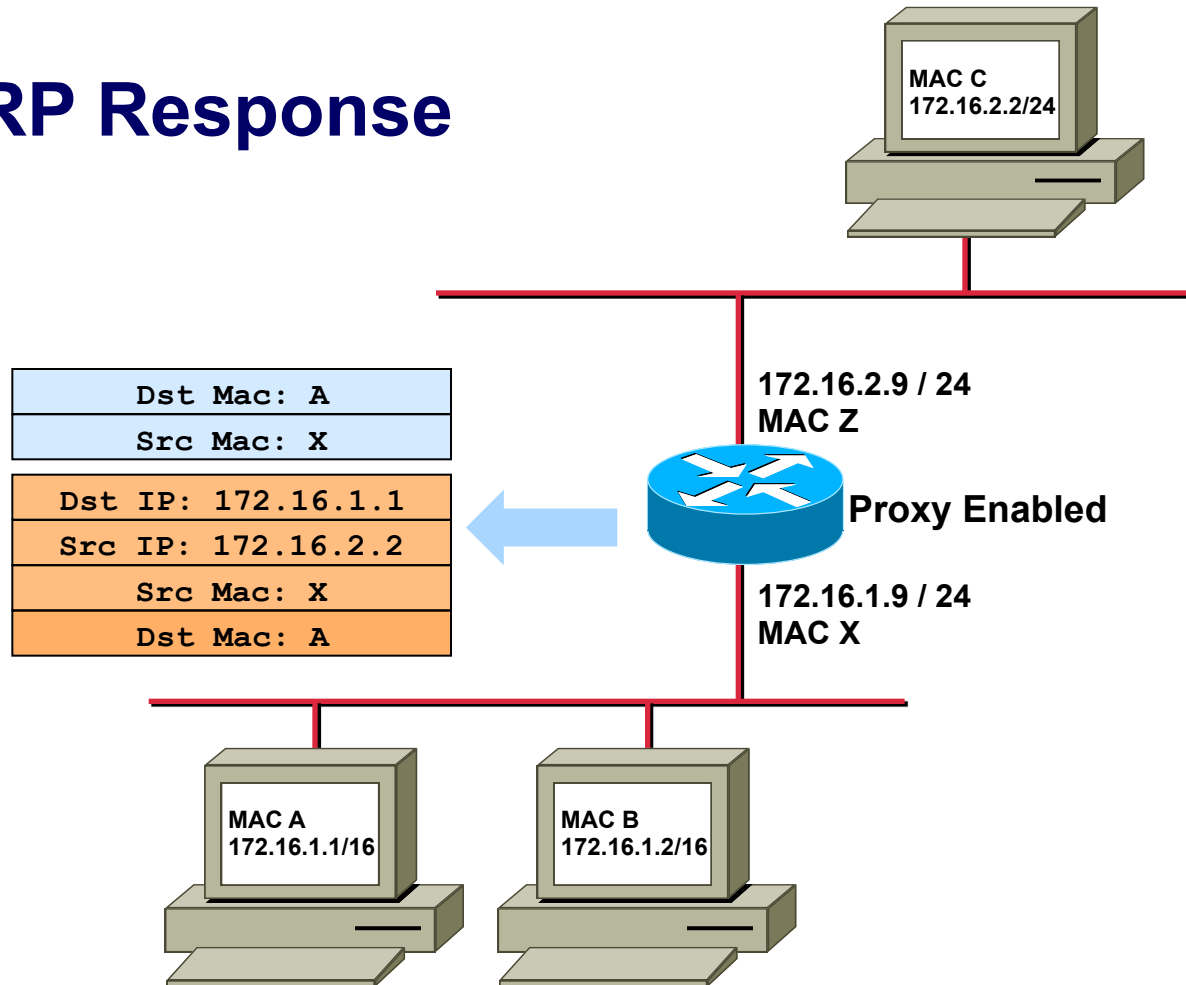 RP Response
MAC C
172.16.2.2/24
172.16.2.9 / 24
MAC Z
Dst Mac: A
Src Mac: X
Dst IP: 172.16.1.1
Src IP: 172.16.2.2
Src Mac: X
Dst Mac: A
Proxy Enabled
172.16.1.9 / 24
MAC X
MAC A
172.16.1.1/16
MAC B
172.16.1.2/16